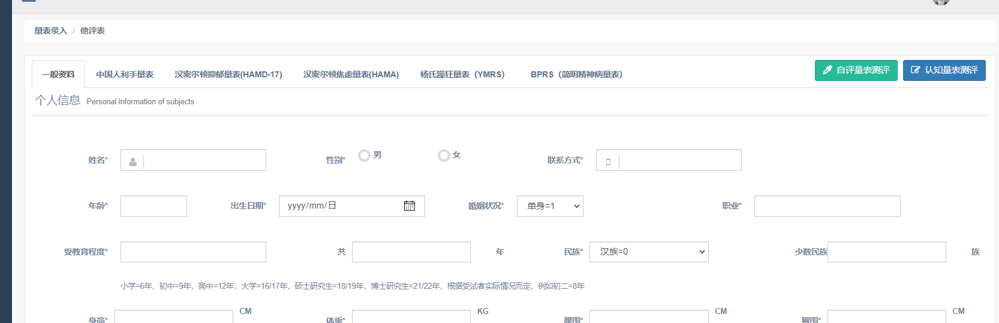 量表录入 / 他评表
一般资料 中国人利手量表 汉密尔顿抑郁量表(HAMD-17) 汉密尔顿焦虑量表(HAMA) 杨氏躁狂量表（YMRS） BPRS（简明精神病量表） 自评量表测评 认知量表测评
个人信息 Personal information of subjects
姓名* 性别* 男 女 联系方式*
年龄* 出生日期* yyyy/mm/日 婚姻状况* 单身=1 职业*
受教育程度* 共 年 民族* 汉族=0 少数民族 族
小学=6年，初中=9年，高中=12年，大学=16/17年，硕士研究生=18/19年，博士研究生=21/22年，根据受试者实际情况而定，例如初二=8年
身高* CM 体重* KG 腰围* CM 臀围* CM